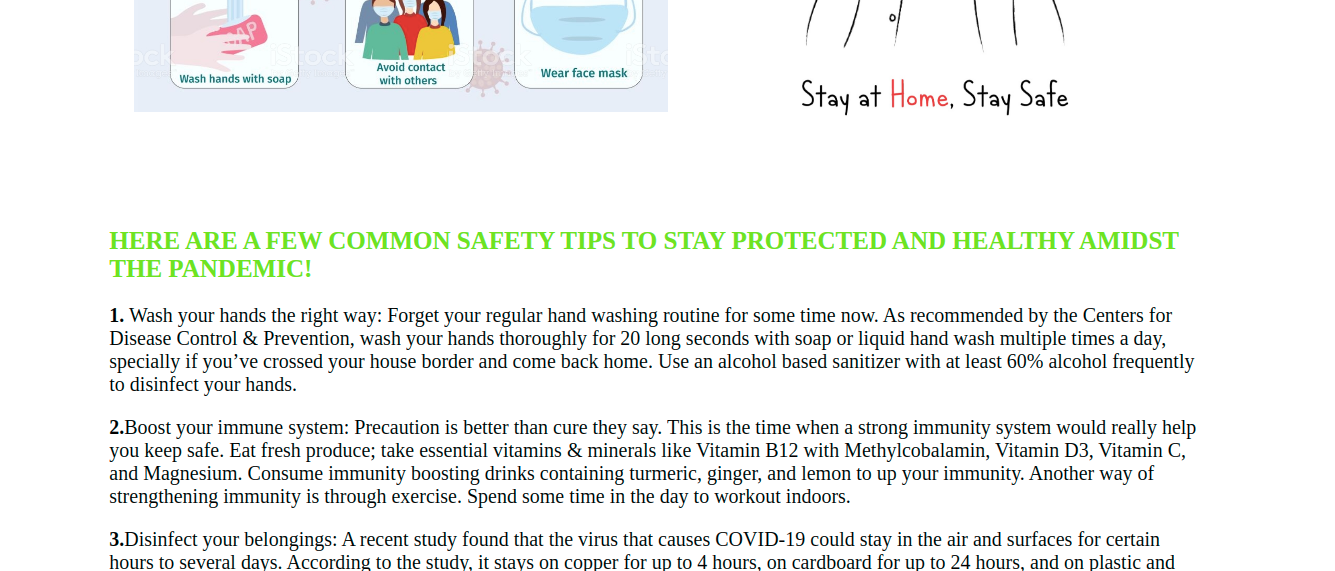 SOAP
Wash hands with soap
Avoid contact
with others
Wear face mask
iStock
Stay at Home, Stay Safe
HERE ARE A FEW COMMON SAFETY TIPS TO STAY PROTECTED AND HEALTHY AMIDST
THE PANDEMIC!
1. Wash your hands the right way: Forget your regular hand washing routine for some time now. As recommended by the Centers for
Disease Control & Prevention, wash your hands thoroughly for 20 long seconds with soap or liquid hand wash multiple times a day,
specially if you’ve crossed your house border and come back home. Use an alcohol based sanitizer with at least 60% alcohol frequently
to disinfect your hands.
2.Boost your immune system: Precaution is better than cure they say. This is the time when a strong immunity system would really help
you keep safe. Eat fresh produce; take essential vitamins & minerals like Vitamin B12 with Methylcobalamin, Vitamin D3, Vitamin C,
and Magnesium. Consume immunity boosting drinks containing turmeric, ginger, and lemon to up your immunity. Another way of
strengthening immunity is through exercise. Spend some time in the day to workout indoors.
3.Disinfect your belongings: A recent study found that the virus that causes COVID-19 could stay in the air and surfaces for certain
hours to several days. According to the study, it stays on copper for up to 4 hours, on cardboard for up to 24 hours, and on plastic and